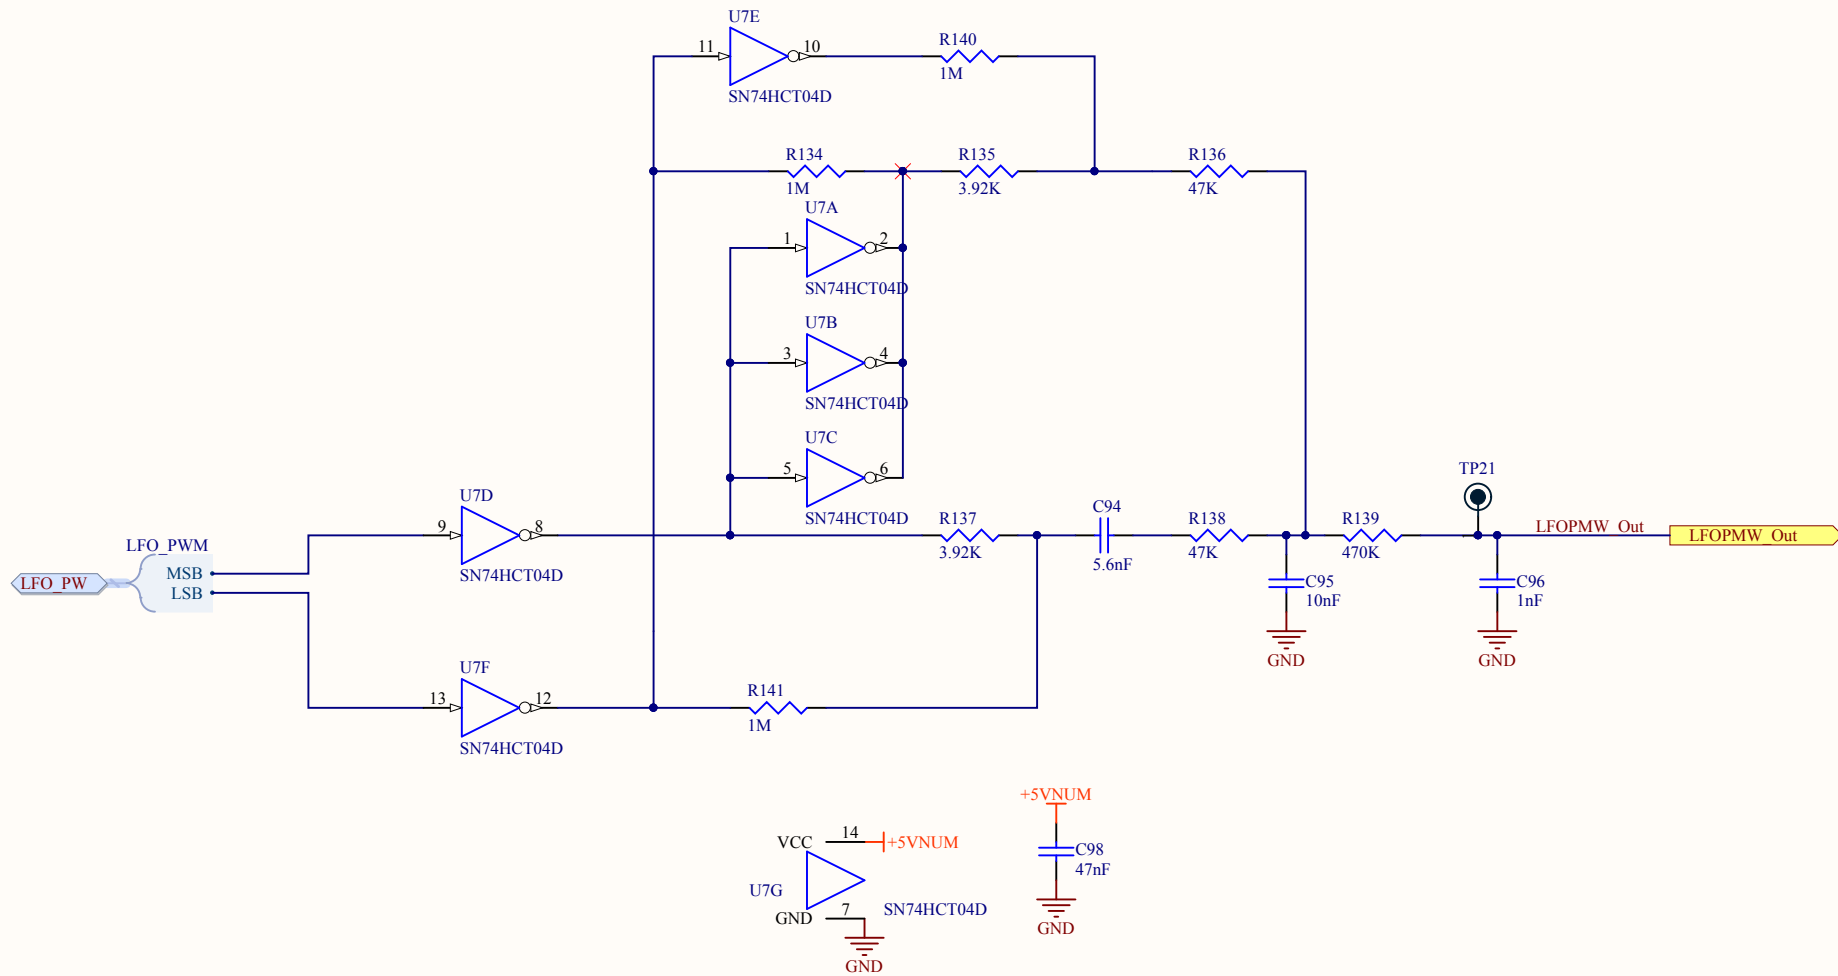 U7E
11
10
SN74HCT04D
R140
1M
R134
1M
R135
3.92K
R136
47K
U7A
1
2
SN74HCT04D
U7B
3
4
SN74HCT04D
U7C
5
6
SN74HCT04D
U7D
9
8
SN74HCT04D
R137
3.92K
C94
5.6nF
R138
47K
R139
470K
TP21
LFOPMW_Out
LFOPMW_Out
C95
10nF
GND
C96
1nF
GND
LFO_PWM
LFO_PW
MSB
LSB
U7F
13
12
SN74HCT04D
R141
1M
+5VNUM
C98
47nF
GND
VCC
14
+5VNUM
U7G
SN74HCT04D
GND
7
GND